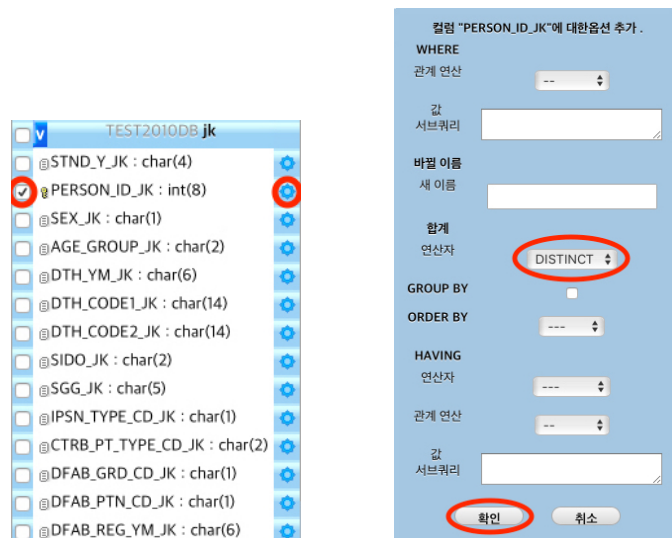 V TEST2010DB jk
STND_Y_JK : char(4)
PERSON_ID_JK : int(8)
SEX_JK : char(1)
AGE_GROUP_JK : char(2)
DTH_YM_JK : char(6)
DTH_CODE1_JK : char(14)
DTH_CODE2_JK : char(14)
SIDO_JK : char(2)
SGG_JK : char(5)
IPSN_TYPE_CD_JK : char(1)
CTRB_PT_TYPE_CD_JK : char(2)
DFAB_GRD_CD_JK : char(1)
DFAB_PTN_CD_JK : char(1)
DFAB_REG_YM_JK : char(6)
컬럼 "PERSON_ID_JK"에 대한옵션 추가 .
WHERE
관계 연산 --
값
서브쿼리
바뀔 이름
새 이름
합계
연산자 DISTINCT
GROUP BY
ORDER BY ---
HAVING
연산자 ---
관계 연산 --
값
서브쿼리
확인 취소